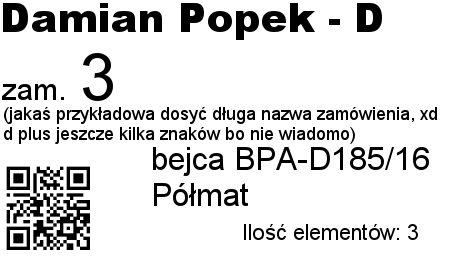 Damian Popek - D
zam. 3
(jakaś przykładowa dosyć długa nazwa zamówienia, xd
d plus jeszcze kilka znaków bo nie wiadomo)
bejca BPA-D185/16
Półmat
Ilość elementów: 3